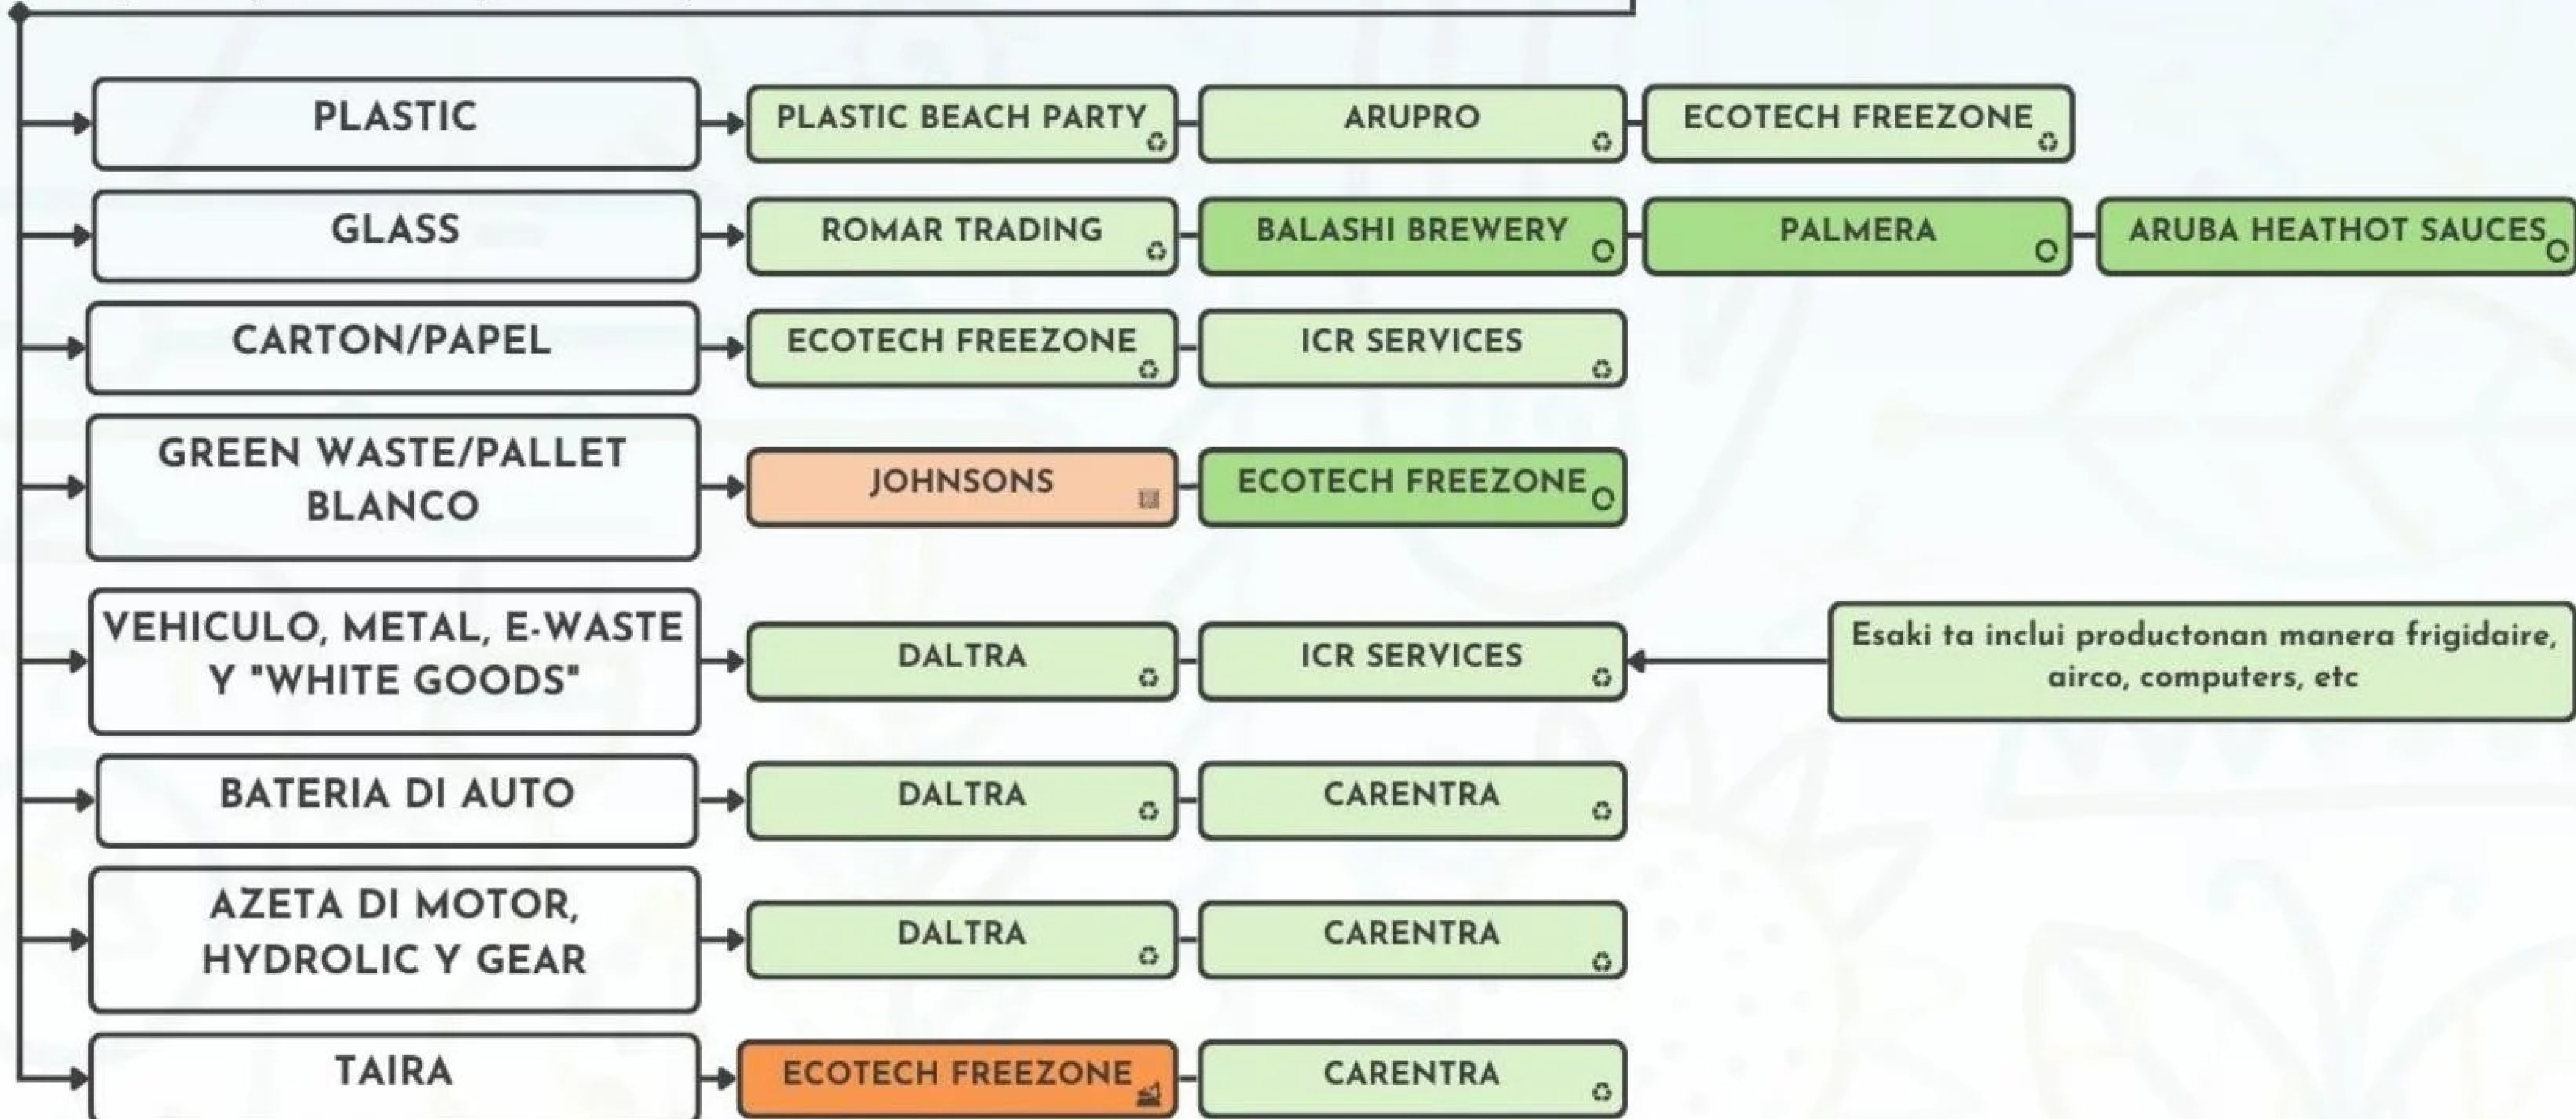 PLASTIC
PLASTIC BEACH PARTY
ARUPRO
ECOTECH FREEZONE
GLASS
ROMAR TRADING
BALASHI BREWERY
PALMERA
ARUBA HEATHOT SAUCES
CARTON/PAPEL
ECOTECH FREEZONE
ICR SERVICES
GREEN WASTE/PALLET
BLANCO
JOHNSONS
ECOTECH FREEZONE
VEHICULO, METAL, E-WASTE
Y "WHITE GOODS"
DALTRA
ICR SERVICES
Esaki ta inclui productonan manera frigidaire,
airco, computers, etc
BATERIA DI AUTO
DALTRA
CARENTRA
AZETA DI MOTOR,
HYDROLIC Y GEAR
DALTRA
CARENTRA
TAIRA
ECOTECH FREEZONE
CARENTRA